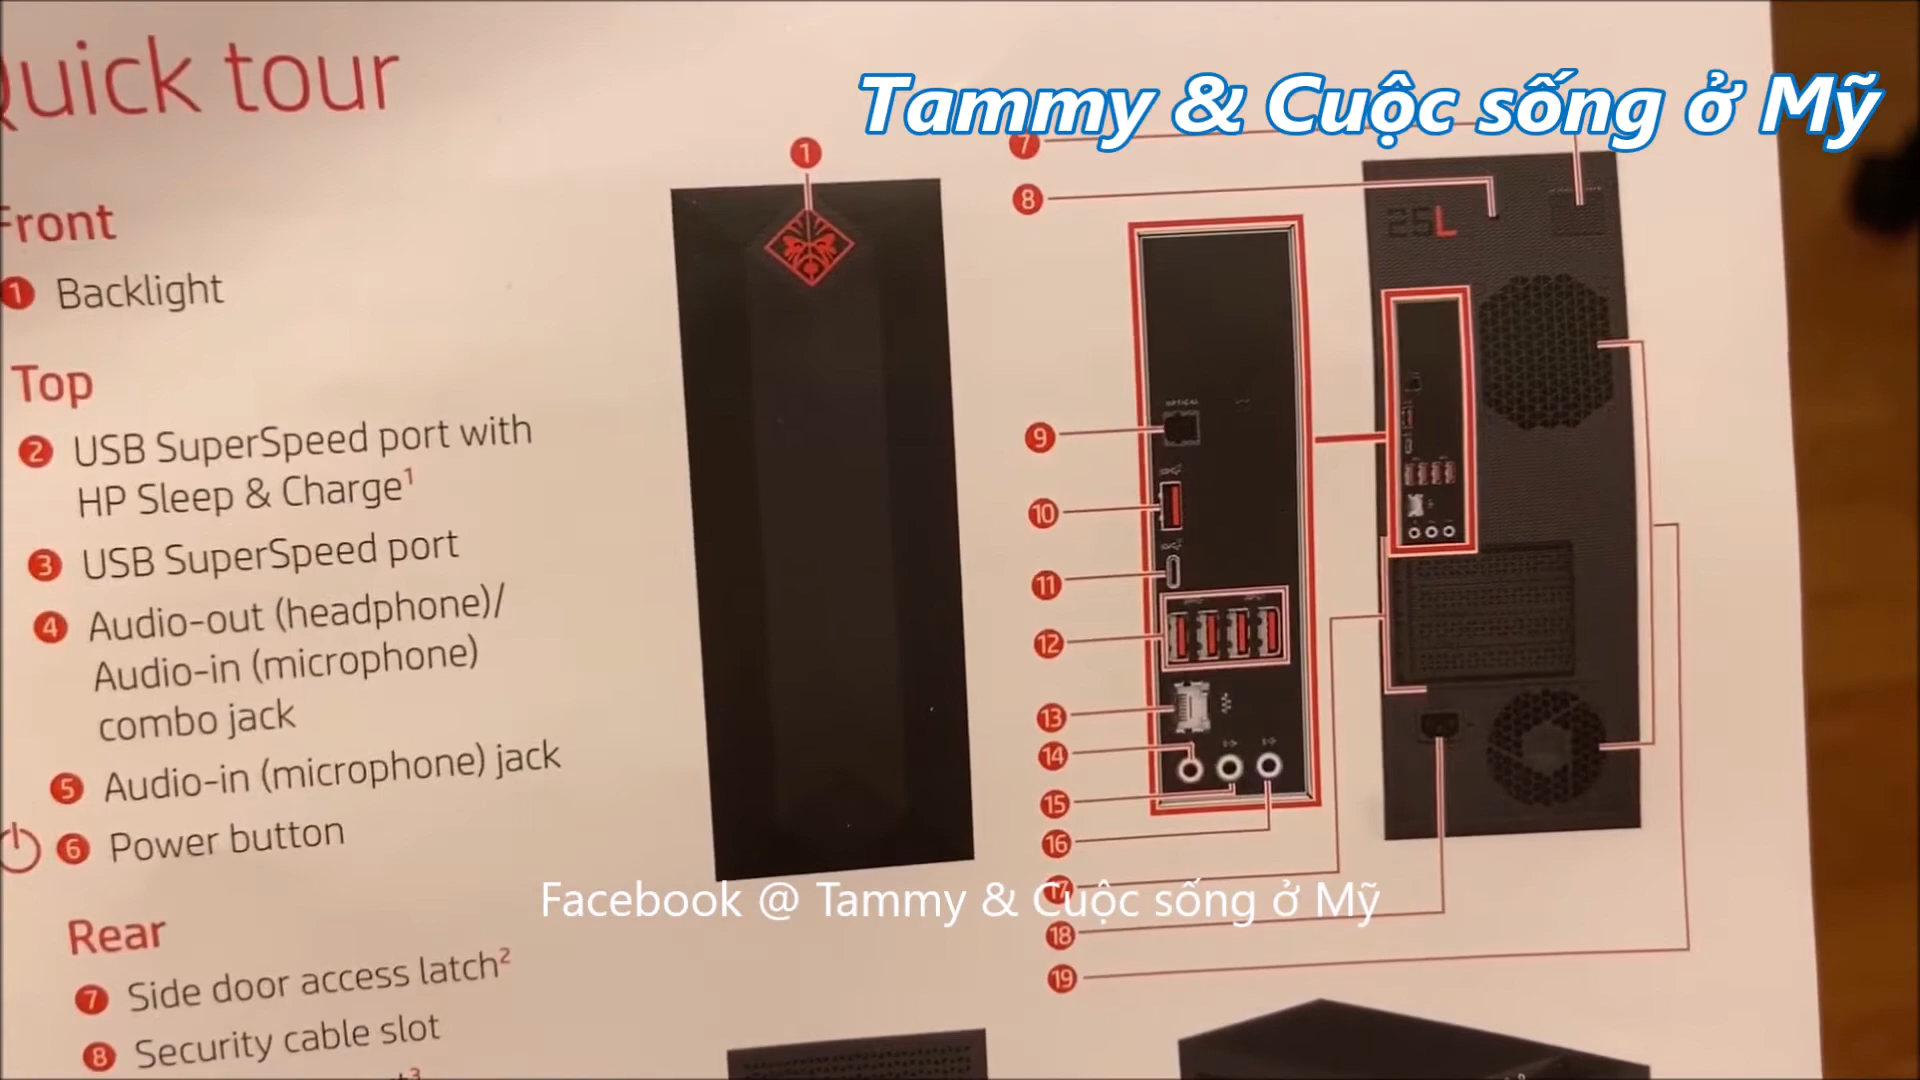 Quick tour
Tammy & Cuộc sống ở Mỹ
Front
1 Backlight
Top
2 USB SuperSpeed port with
HP Sleep & Charge1
3 USB SuperSpeed port
4 Audio-out (headphone)/
Audio-in (microphone)
combo jack
5 Audio-in (microphone) jack
6 Power button
Rear
7 Side door access latch2
8 Security cable slot
3
1
7
8
25L
OPTICAL
9
10
11
12
13
14
15
16
17
18
19
Facebook @ Tammy & Cuộc sống ở Mỹ